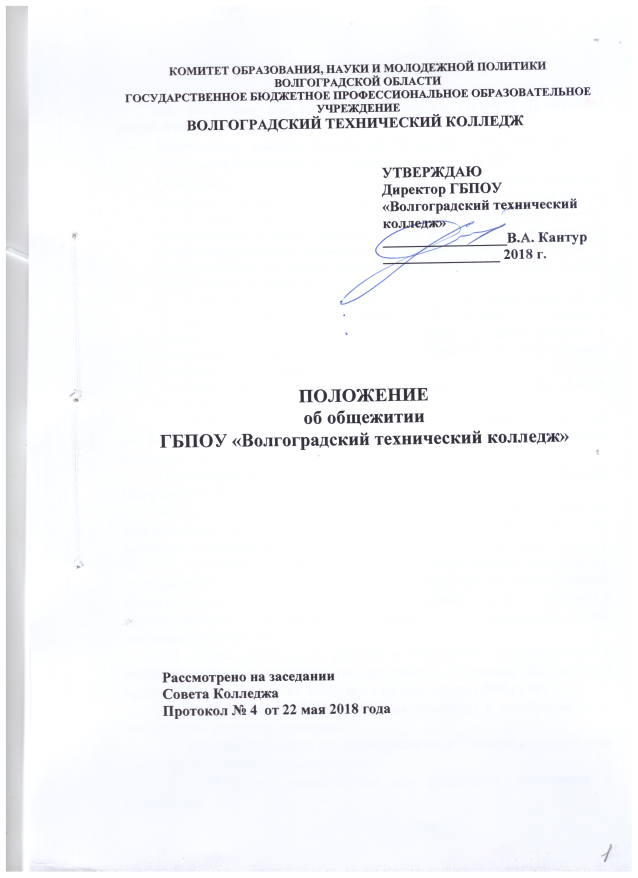 КОМИТЕТ ОБРАЗОВАНИЯ, НАУКИ И МОЛОДЕЖНОЙ ПОЛИТИКИ
ВОЛГОГРАДСКОЙ ОБЛАСТИ
ГОСУДАРСТВЕННОЕ БЮДЖЕТНОЕ ПРОФЕССИОНАЛЬНОЕ ОБРАЗОВАТЕЛЬНОЕ
УЧРЕЖДЕНИЕ
ВОЛГОГРАДСКИЙ ТЕХНИЧЕСКИЙ КОЛЛЕДЖ
УТВЕРЖДАЮ
Директор ГБПОУ
«Волгоградский технический
колледж»
________________В.А. Кантур
_______________ 2018 г.
ПОЛОЖЕНИЕ
об общежитии
ГБПОУ «Волгоградский технический колледж»
Рассмотрено на заседании
Совета Колледжа
Протокол № 4 от 22 мая 2018 года
1